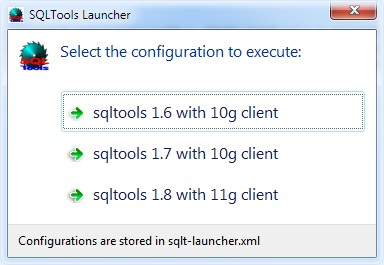 SQLTools Launcher
Select the configuration to execute:
SQL
Tools
sqltools 1.6 with 10g client
sqltools 1.7 with 10g client
sqltools 1.8 with 11g client
Configurations are stored in sqlt-launcher.xml